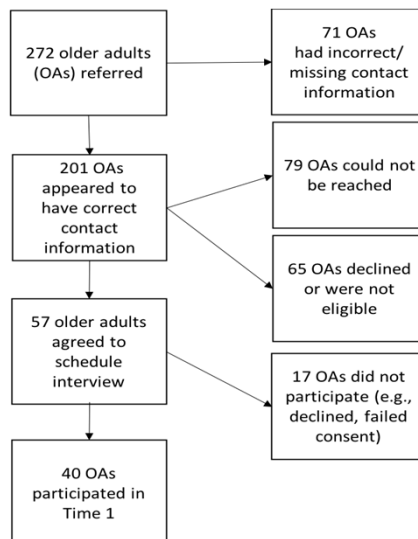 272 older adults
(OAs) referred
71 OAs
had incorrect/
missing contact
information
201 OAs
appeared to
have correct
contact
information
79 OAs could not
be reached
65 OAs declined
or were not
eligible
57 older adults
agreed to
schedule
interview
17 OAs did not
participate (e.g.,
declined, failed
consent)
40 OAs
participated in
Time 1